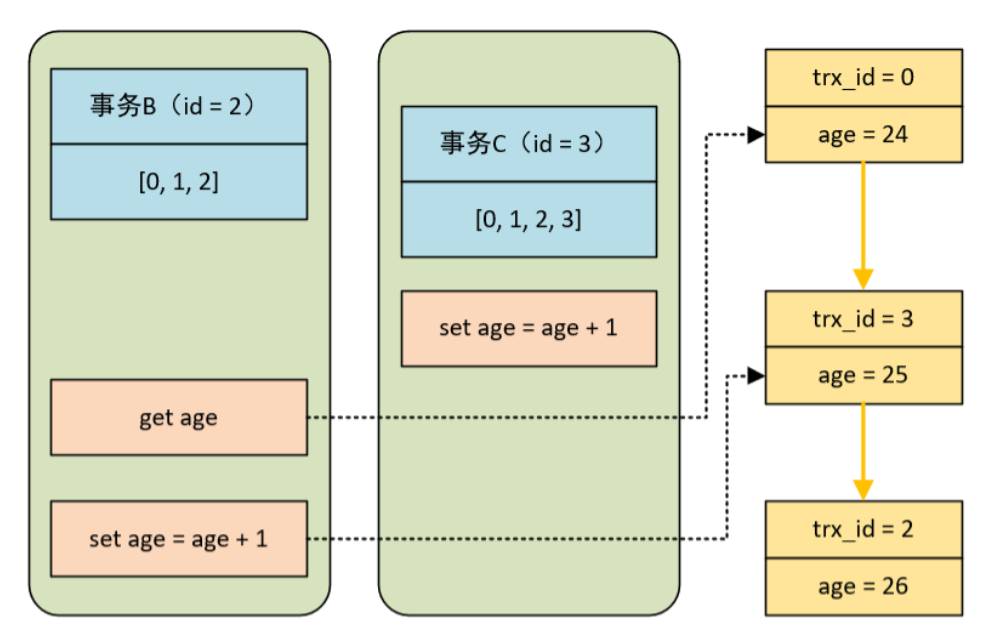 事务B（id = 2）
[0, 1, 2]
get age
set age = age + 1
事务C（id = 3）
[0, 1, 2, 3]
set age = age + 1
trx_id = 0
age = 24
trx_id = 3
age = 25
trx_id = 2
age = 26